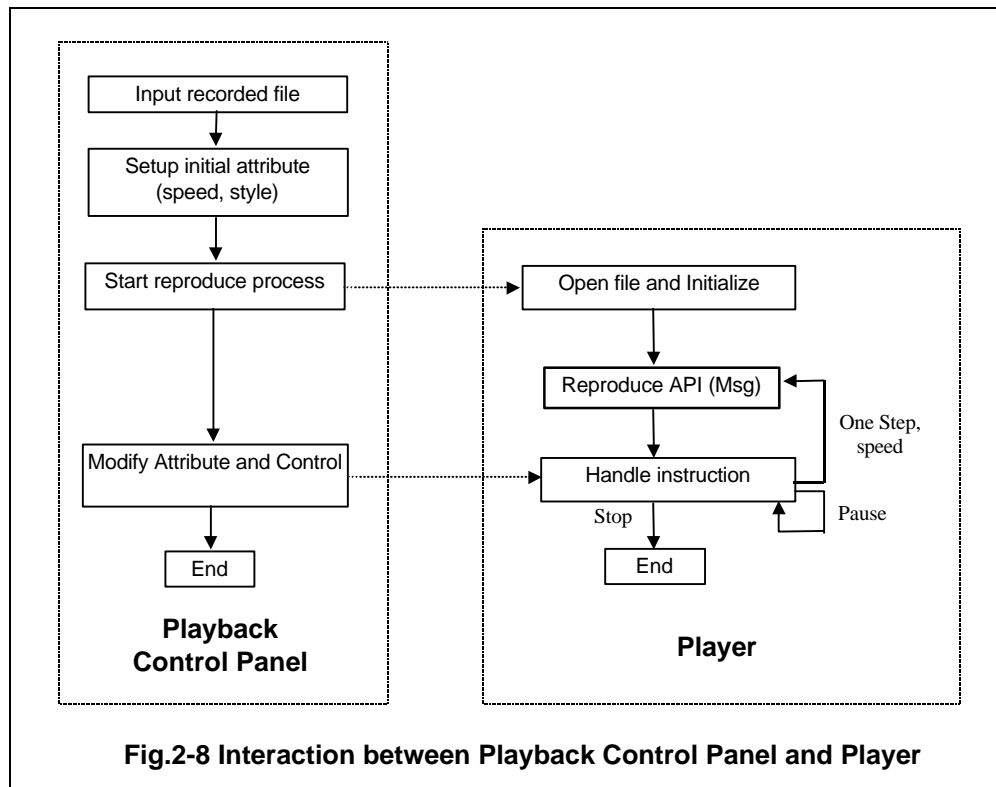 Input recorded file
Setup initial attribute
(speed, style)
Start reproduce process
Modify Attribute and Control
End
Playback
Control Panel
Open file and Initialize
Reproduce API (Msg)
One Step,
speed
Handle instruction
Stop
Pause
End
Player
Fig.2-8 Interaction between Playback Control Panel and Player